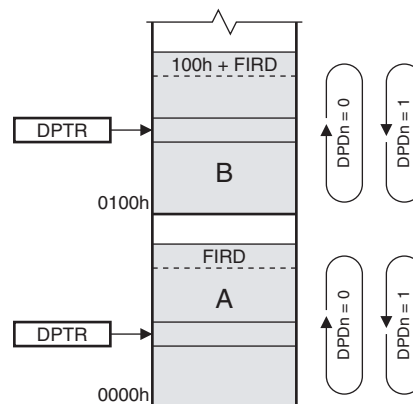 100h + FIRD
DPTR
B
0100h
DPDn = 0
DPDn = 1
FIRD
A
DPTR
0000h
DPDn = 0
DPDn = 1